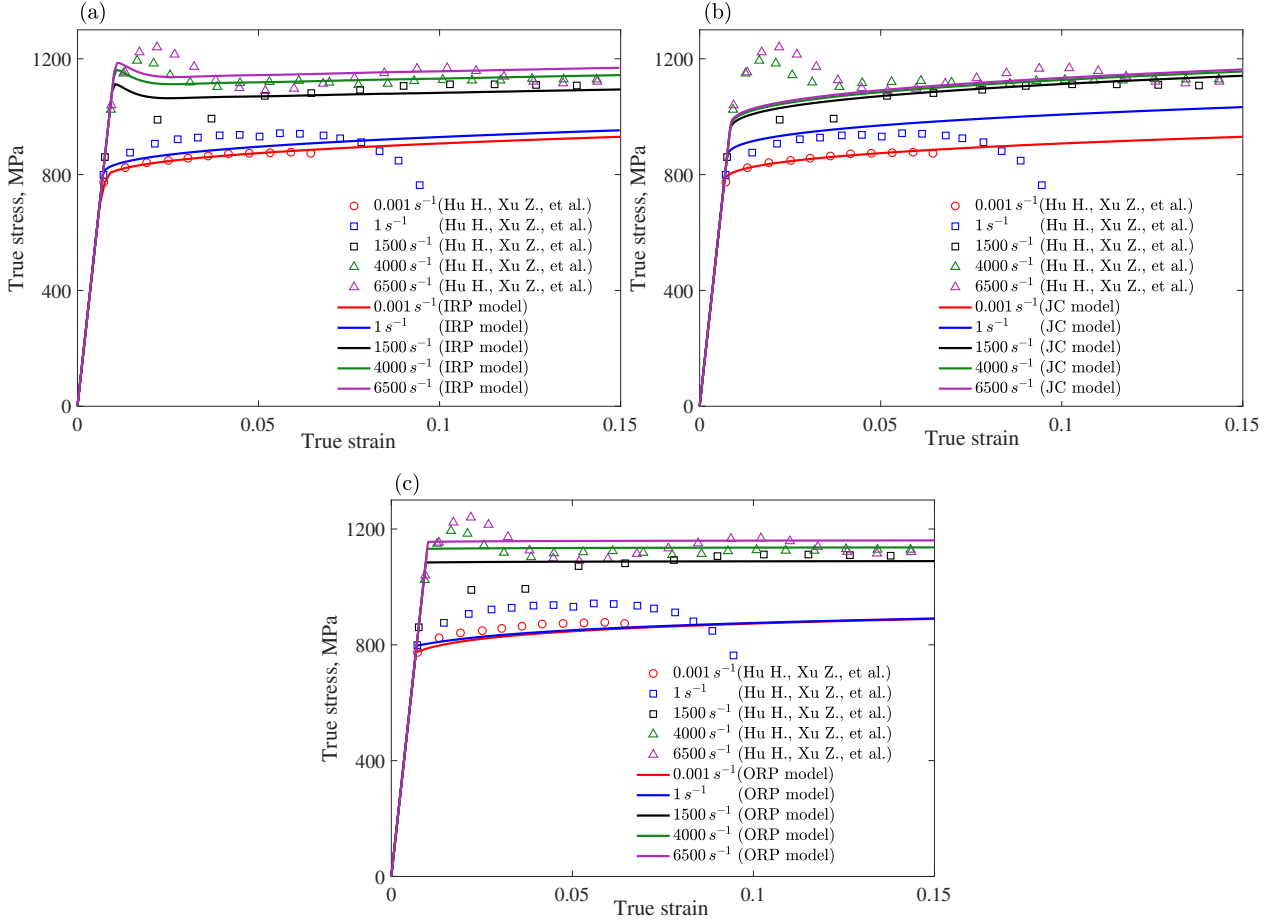 (a)
1200
800
400
0
True stress, MPa
0.001 s⁻¹(Hu H., Xu Z., et al.)
1 s⁻¹ (Hu H., Xu Z., et al.)
1500 s⁻¹ (Hu H., Xu Z., et al.)
4000 s⁻¹ (Hu H., Xu Z., et al.)
6500 s⁻¹ (Hu H., Xu Z., et al.)
0.001 s⁻¹(IRP model)
1 s⁻¹ (IRP model)
1500 s⁻¹ (IRP model)
4000 s⁻¹ (IRP model)
6500 s⁻¹ (IRP model)
0 0.05 0.1 0.15
True strain
(b)
1200
800
400
0
True stress, MPa
0.001 s⁻¹(Hu H., Xu Z., et al.)
1 s⁻¹ (Hu H., Xu Z., et al.)
1500 s⁻¹ (Hu H., Xu Z., et al.)
4000 s⁻¹ (Hu H., Xu Z., et al.)
6500 s⁻¹ (Hu H., Xu Z., et al.)
0.001 s⁻¹(JC model)
1 s⁻¹ (JC model)
1500 s⁻¹ (JC model)
4000 s⁻¹ (JC model)
6500 s⁻¹ (JC model)
0 0.05 0.1 0.15
True strain
(c)
1200
800
400
0
True stress, MPa
0.001 s⁻¹(Hu H., Xu Z., et al.)
1 s⁻¹ (Hu H., Xu Z., et al.)
1500 s⁻¹ (Hu H., Xu Z., et al.)
4000 s⁻¹ (Hu H., Xu Z., et al.)
6500 s⁻¹ (Hu H., Xu Z., et al.)
0.001 s⁻¹(ORP model)
1 s⁻¹ (ORP model)
1500 s⁻¹ (ORP model)
4000 s⁻¹ (ORP model)
6500 s⁻¹ (ORP model)
0 0.05 0.1 0.15
True strain